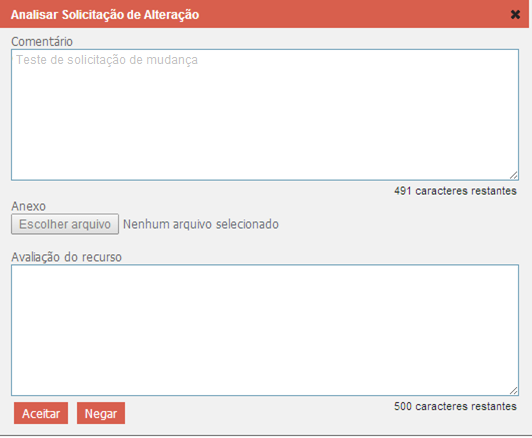 Analisar Solicitação de Alteração
Comentário
Teste de solicitação de mudança
491 caracteres restantes
Anexo
Escolher arquivo Nenhum arquivo selecionado
Avaliação do recurso
500 caracteres restantes
Aceitar Negar